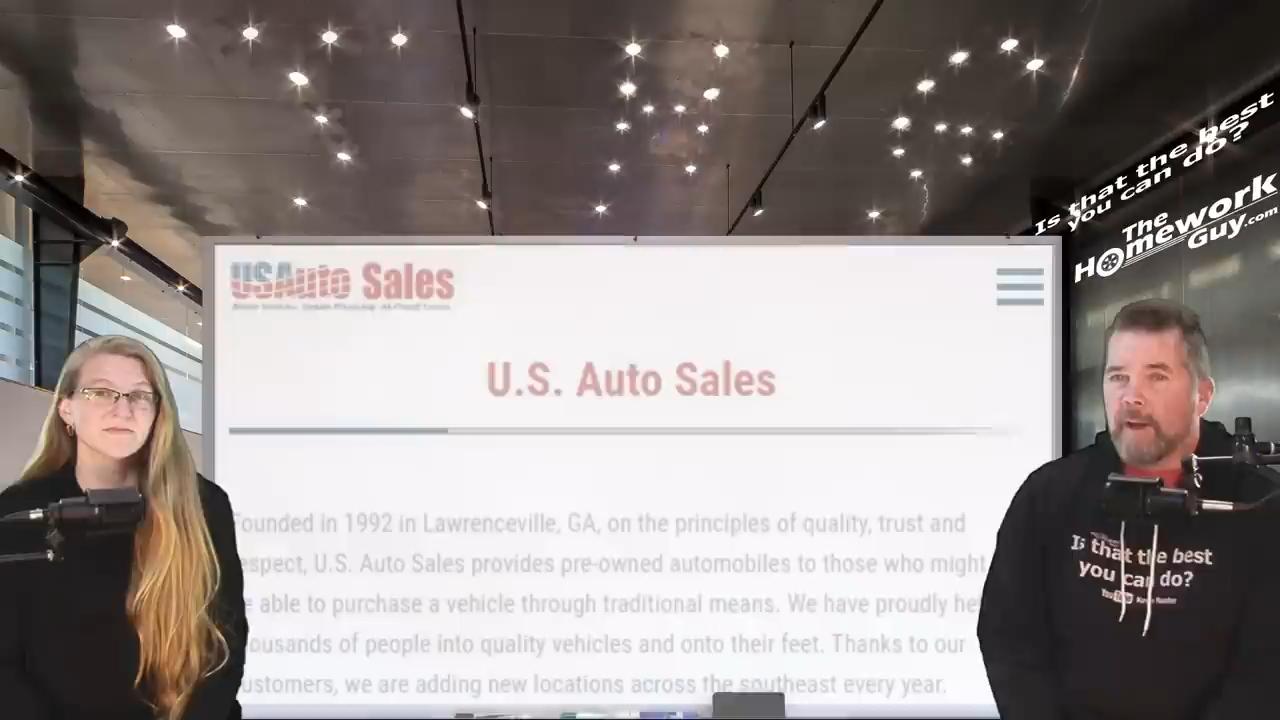 Is that the best
you can do?
The
Homework
Guy.com
USAuto Sales
U.S. Auto Sales
Founded in 1992 in Lawrenceville, GA, on the principles of quality, trust and
espect, U.S. Auto Sales provides pre-owned automobiles to those who might
e able to purchase a vehicle through traditional means. We have proudly he
ousands of people into quality vehicles and onto their feet. Thanks to our
ustomers, we are adding new locations across the southeast every year.
Is that the best
you can do?
YouTube